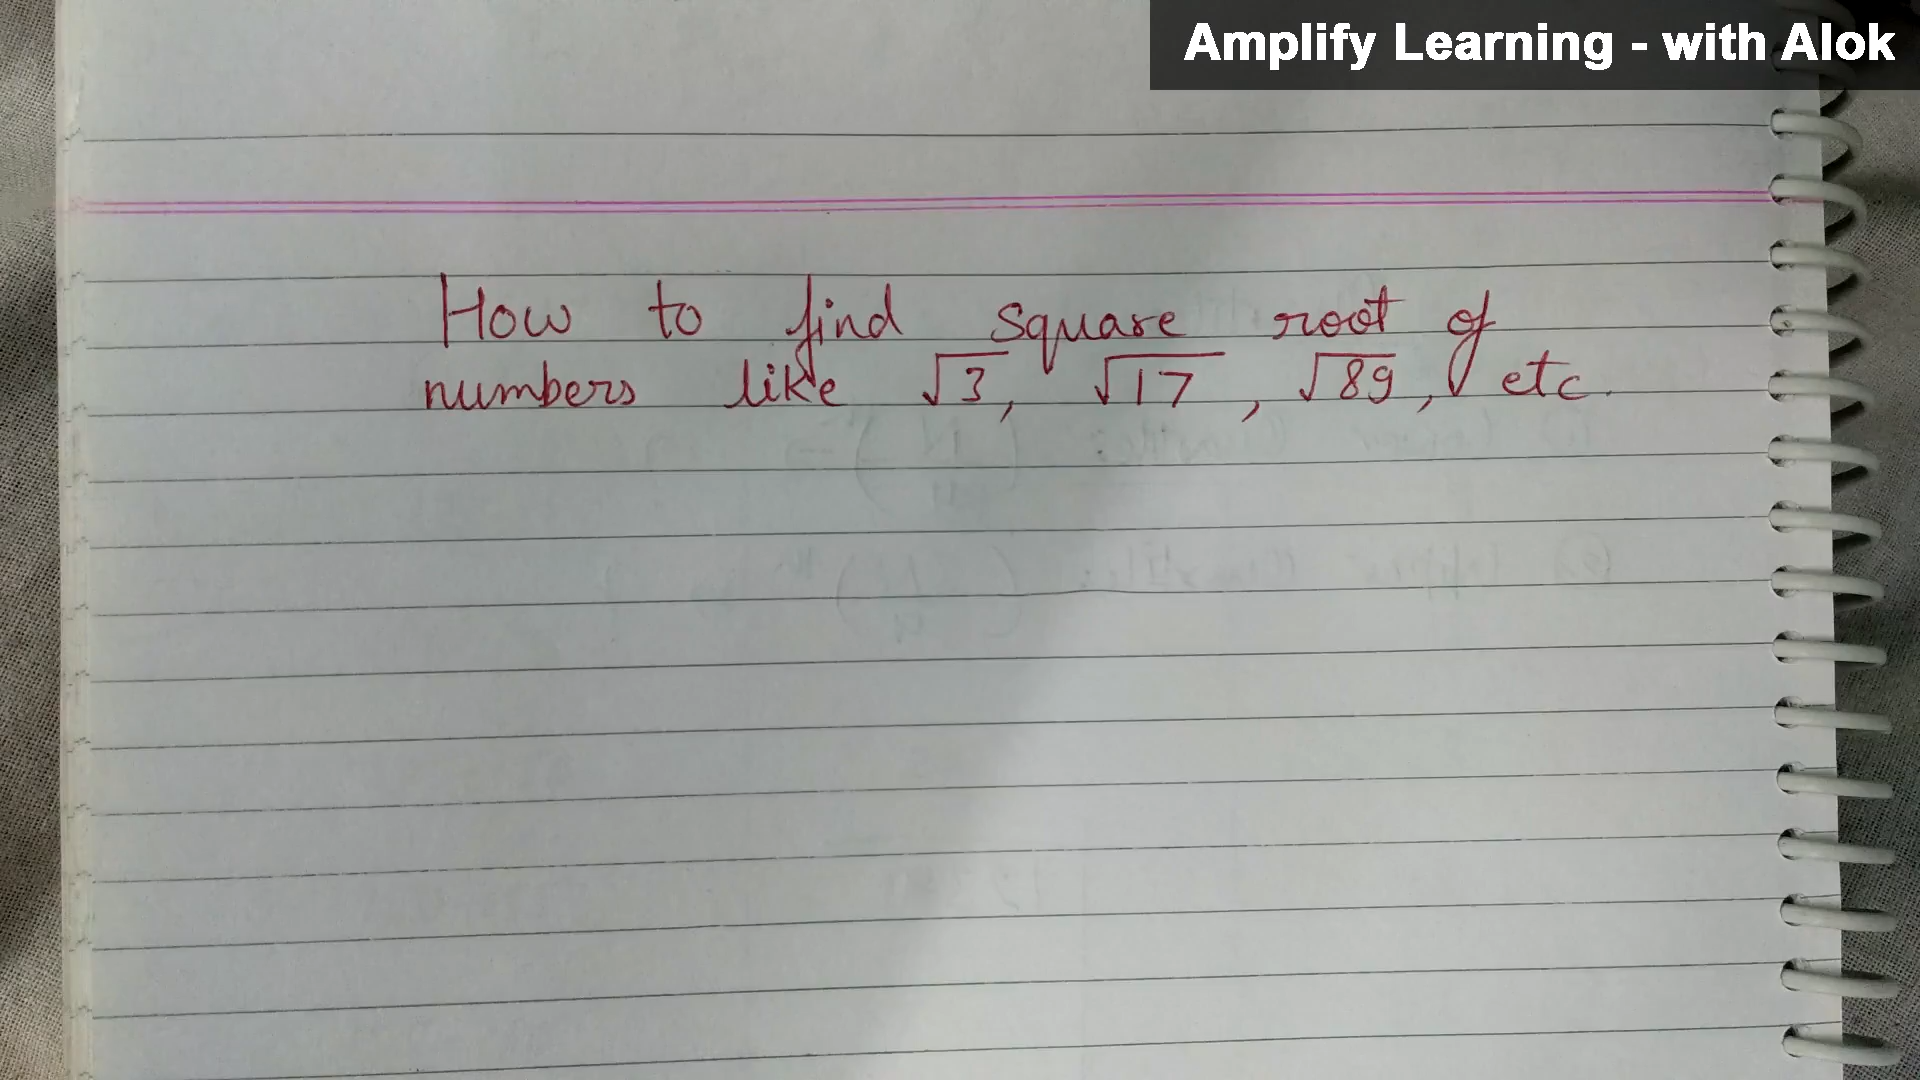 Amplify Learning - with Alok
How to find square root of
numbers like √3, √17, √89, etc.